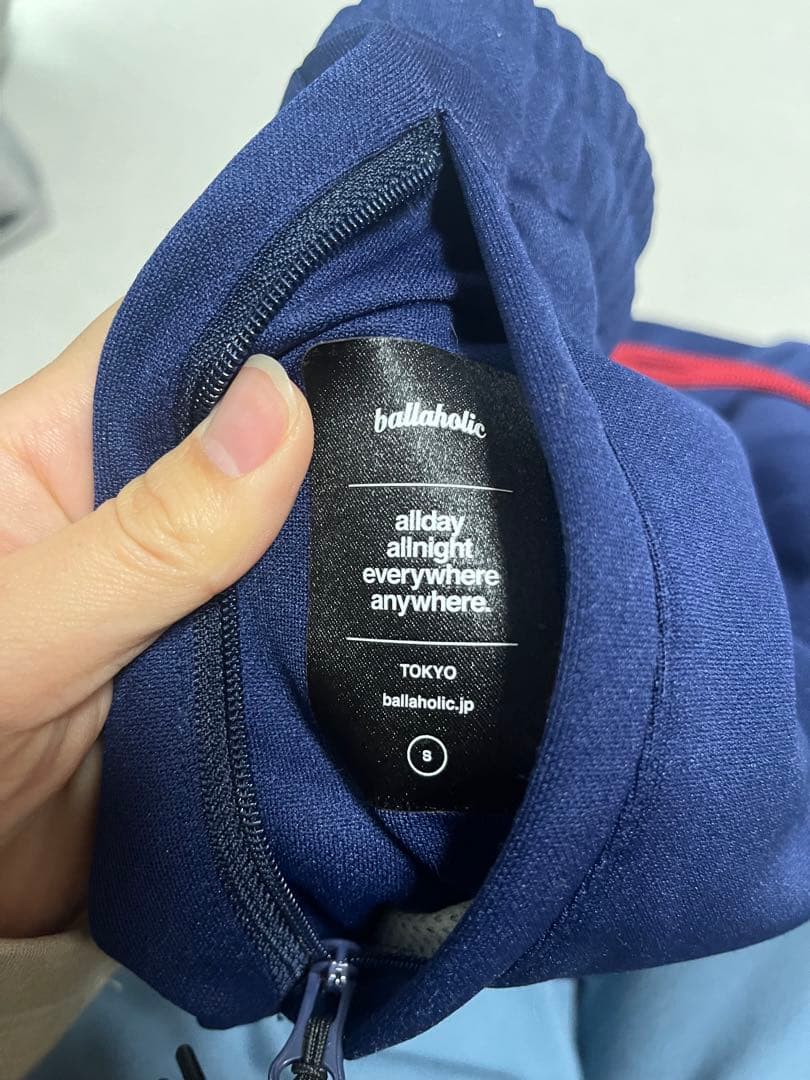 ballaholic
allday
allnight
everywhere
anywhere.
TOKYO
ballaholic.jp
S